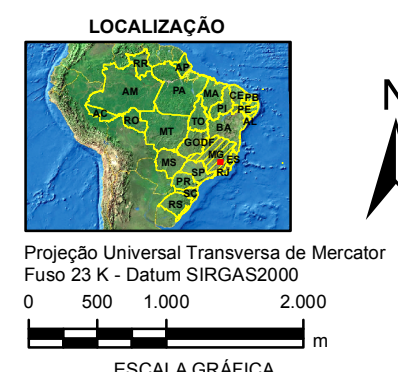 LOCALIZAÇÃO
N
RR AP
AM PA MA CE PB
PI PE
AC RO TO AL
MT BA
GO DF
MG ES
MS SP RJ
PR
SC
RS
Projeção Universal Transversa de Mercator
Fuso 23 K - Datum SIRGAS2000
0 500 1.000 2.000
m
ESCALA GRÁFICA